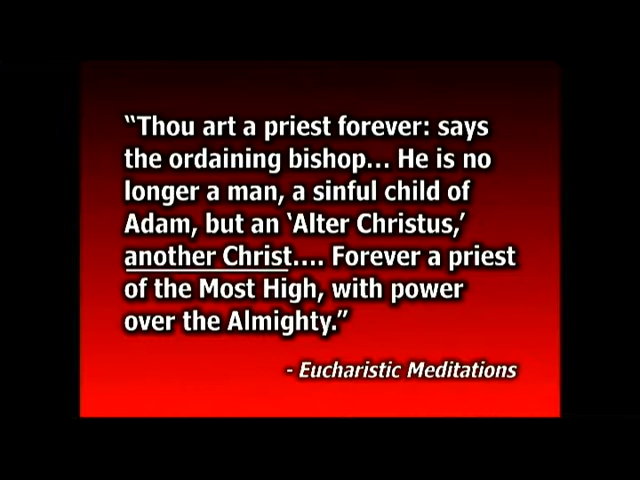 “Thou art a priest forever: says
the ordaining bishop... He is no
longer a man, a sinful child of
Adam, but an ‘Alter Christus,’
another Christ.... Forever a priest
of the Most High, with power
over the Almighty.”
- Eucharistic Meditations